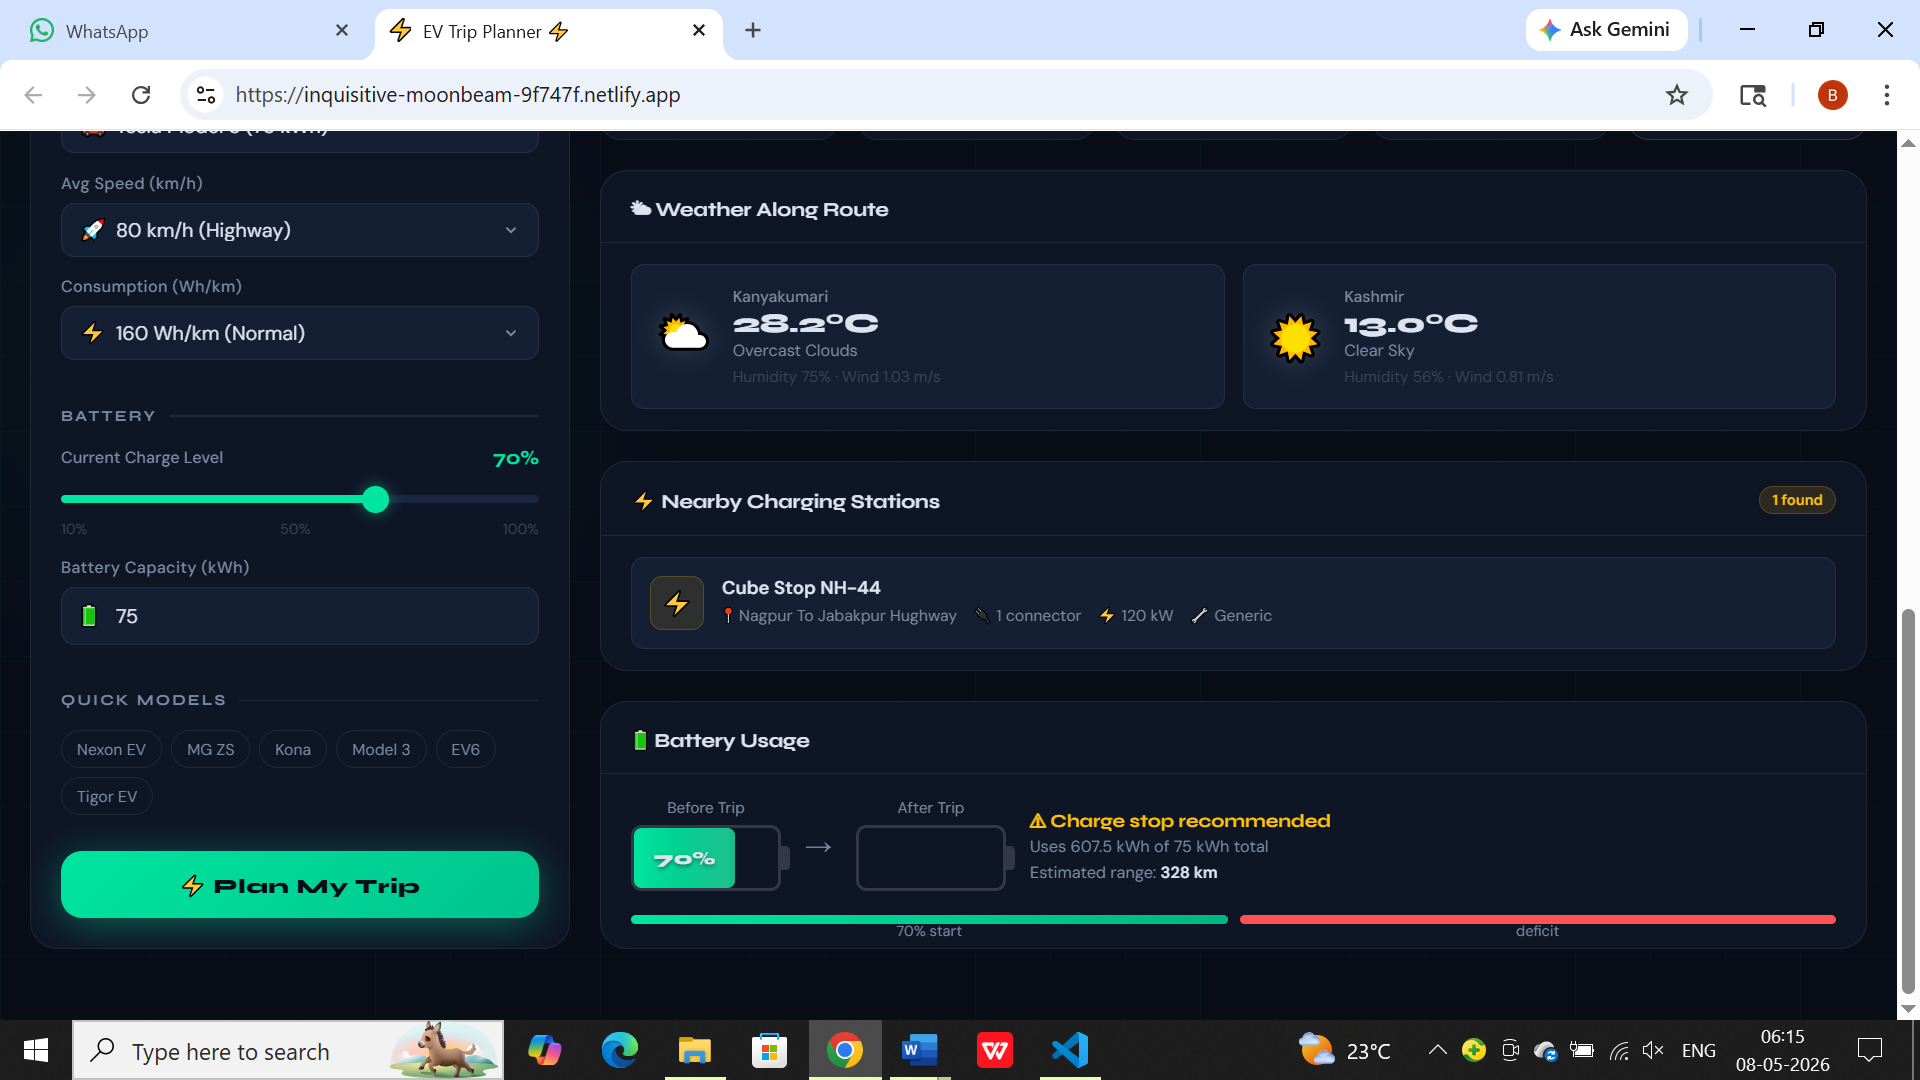 WhatsApp
EV Trip Planner
Ask Gemini
https://inquisitive-moonbeam-9f747f.netlify.app
B
Avg Speed (km/h)
80 km/h (Highway)
Consumption (Wh/km)
160 Wh/km (Normal)
BATTERY
Current Charge Level
70%
10%
50%
100%
Battery Capacity (kWh)
75
QUICK MODELS
Nexon EV
MG ZS
Kona
Model 3
EV6
Tigor EV
Plan My Trip
Weather Along Route
Kanyakumari
28.2°C
Overcast Clouds
Humidity 75% · Wind 1.03 m/s
Kashmir
13.0°C
Clear Sky
Humidity 56% · Wind 0.81 m/s
Nearby Charging Stations
1 found
Cube Stop NH-44
Nagpur To Jabakpur Hughway
1 connector
120 kW
Generic
Battery Usage
Before Trip
70%
→
After Trip
Charge stop recommended
Uses 607.5 kWh of 75 kWh total
Estimated range: 328 km
70% start
deficit
Type here to search
23°C
ENG
06:15
08-05-2026